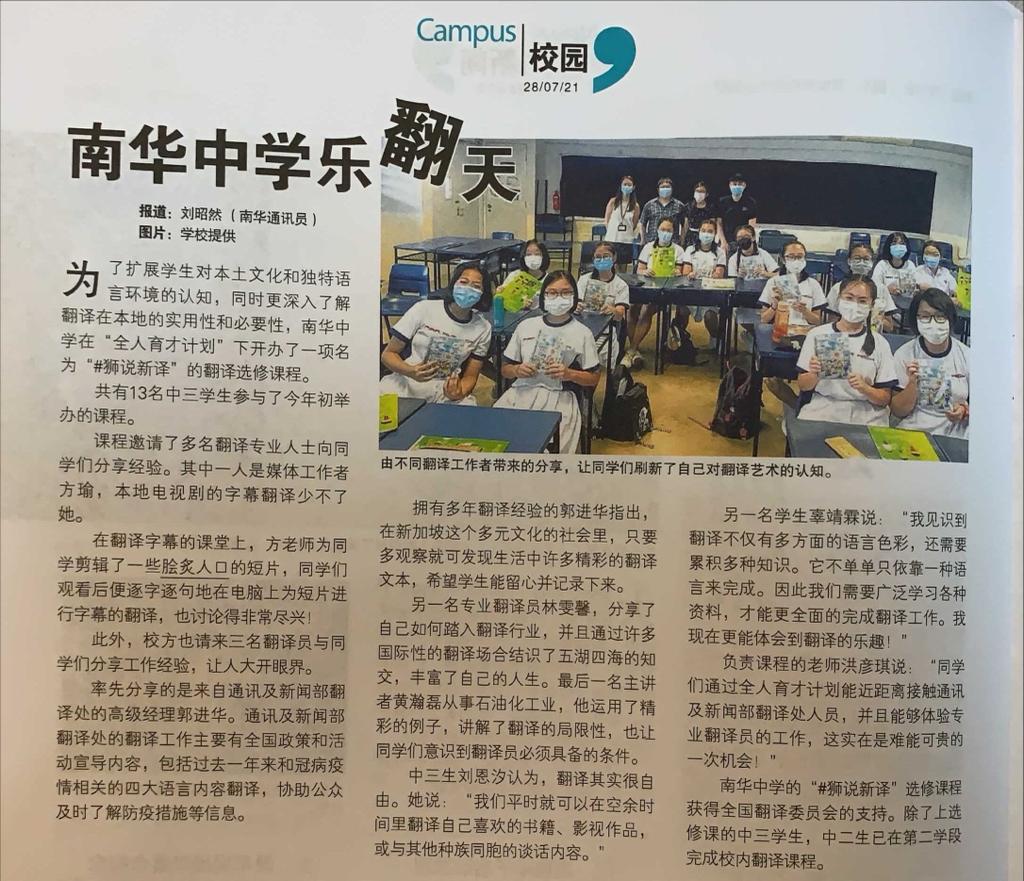 Campus
校园
28/07/21
南华中学乐翻天
报道：刘昭然（南华通讯员）
图片：学校提供
为了扩展学生对本土文化和独特语
言环境的认知，同时更深入了解
翻译在本地的实用性和必要性，南华中
学在“全人育才计划”下开办了一项名
为“#狮说新译”的翻译选修课程。
共有13名中三学生参与了今年初举
办的课程。
课程邀请了多名翻译专业人士向同
学们分享经验。其中一人是媒体工作者
方瑜，本地电视剧的字幕翻译少不了
她。
在翻译字幕的课堂上，方老师为同
学剪辑了一些脍炙人口的短片，同学们
观看后便逐字逐句地在电脑上为短片进
行字幕的翻译，也讨论得非常尽兴！
此外，校方也请来三名翻译员与同
学们分享工作经验，让人大开眼界。
率先分享的是来自通讯及新闻部翻
译处的高级经理郭进华。通讯及新闻部
翻译处的翻译工作主要有全国政策和活
动宣导内容，包括过去一年来和冠病疫
情相关的四大语言内容翻译，协助公众
及时了解防疫措施等信息。
由不同翻译工作者带来的分享，让同学们刷新了自己对翻译艺术的认知。
拥有多年翻译经验的郭进华指出，
在新加坡这个多元文化的社会里，只要
多观察就可发现生活中许多精彩的翻译
文本，希望学生能留心并记录下来。
另一名专业翻译员林雯馨，分享了
自己如何踏入翻译行业，并且通过许多
国际性的翻译场合结识了五湖四海的知
交，丰富了自己的人生。最后一名主讲
者黄瀚磊从事石油化工业，他运用了精
彩的例子，讲解了翻译的局限性，也让
同学们意识到翻译员必须具备的条件。
中三生刘恩汐认为，翻译其实很自
由。她说：“我们平时就可以在空余时
间里翻译自己喜欢的书籍、影视作品，
或与其他种族同胞的谈话内容。”
另一名学生辜靖霖说：“我见识到
翻译不仅有多方面的语言色彩，还需要
累积多种知识。它不单单只依靠一种语
言来完成。因此我们需要广泛学习各种
资料，才能更全面的完成翻译工作。我
现在更能体会到翻译的乐趣！”
负责课程的老师洪彦琪说：“同学
们通过全人育才计划能近距离接触通讯
及新闻部翻译处人员，并且能够体验专
业翻译员的工作，这实在是难能可贵的
一次机会！”
南华中学的“#狮说新译”选修课程
获得全国翻译委员会的支持。除了上选
修课的中三学生，中二生已在第二学段
完成校内翻译课程。